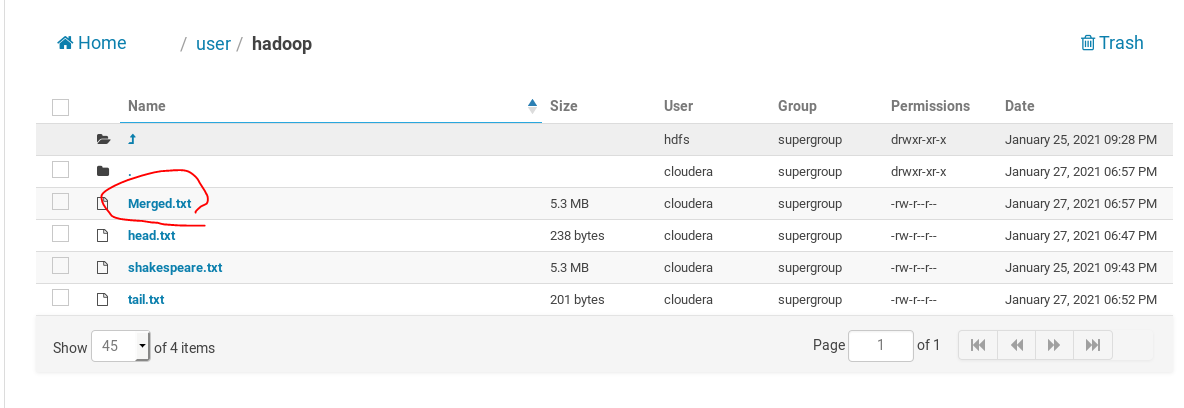 Home / user / hadoop Trash
Name Size User Group Permissions Date
hdfs supergroup drwxr-xr-x January 25, 2021 09:28 PM
. cloudera supergroup drwxr-xr-x January 27, 2021 06:57 PM
Merged.txt 5.3 MB cloudera supergroup -rw-r--r-- January 27, 2021 06:57 PM
head.txt 238 bytes cloudera supergroup -rw-r--r-- January 27, 2021 06:47 PM
shakespeare.txt 5.3 MB cloudera supergroup -rw-r--r-- January 25, 2021 09:43 PM
tail.txt 201 bytes cloudera supergroup -rw-r--r-- January 27, 2021 06:52 PM
Show 45 of 4 items Page 1 of 1